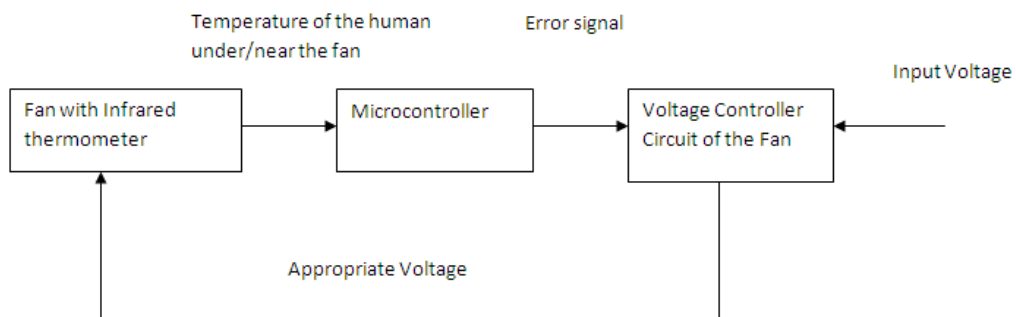 Temperature of the human
under/near the fan
Error signal
Input Voltage
Fan with Infrared
thermometer
Microcontroller
Voltage Controller
Circuit of the Fan
Appropriate Voltage